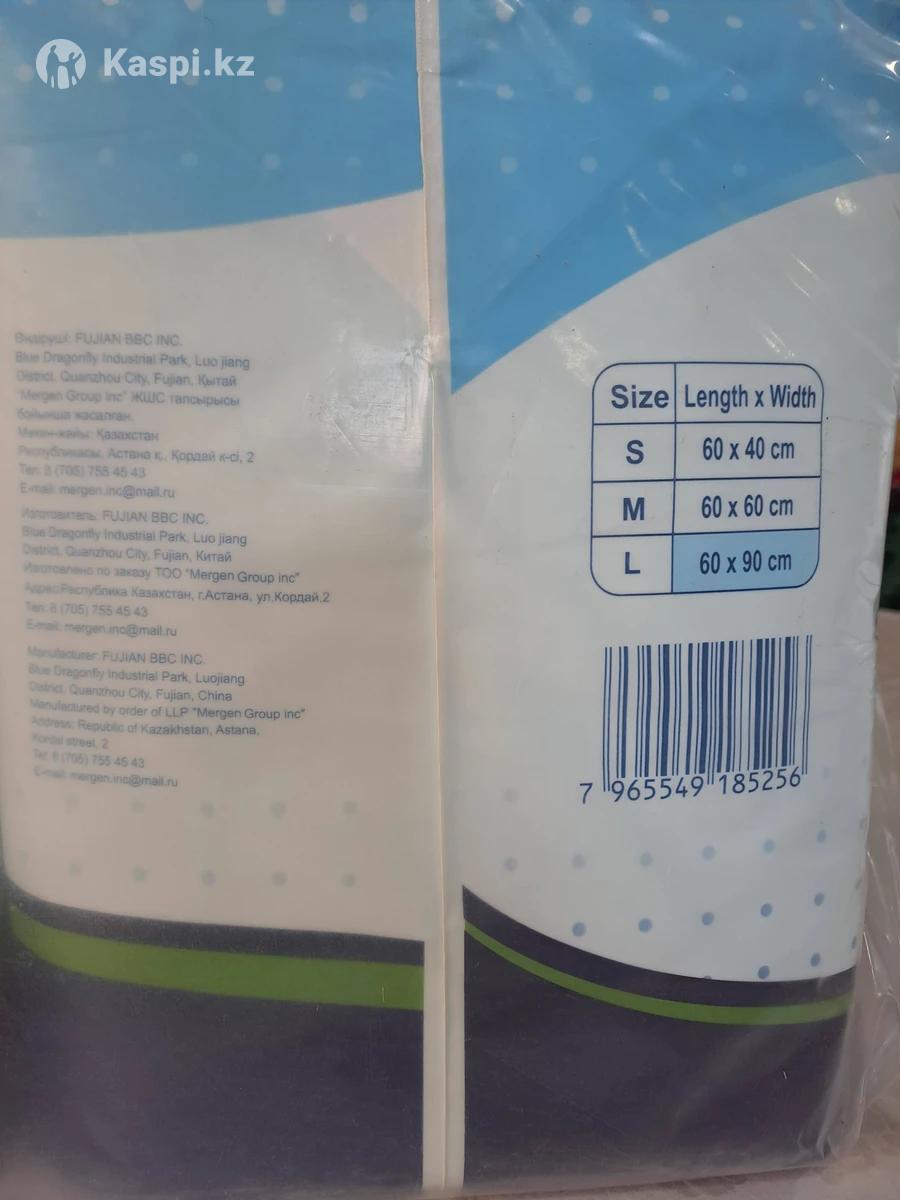 Kaspi.kz
Өндіруші: FUJIAN BBC INC.
Blue Dragonfly Industrial Park, Luo jiang
District, Quanzhou City, Fujian, Қытай
"Mergen Group inc" ЖШС тапсырысы
бойынша жасалған.
Мекен-жайы: Қазахстан
Республикасы, Астана қ., Қордай к-сі, 2
Тел: 8 (705) 755 45 43
E-mail: mergen.inc@mail.ru
Изготовитель: FUJIAN BBC INC.
Blue Dragonfly Industrial Park, Luo jiang
District, Quanzhou City, Fujian, Китай
Изготовлено по заказу ТОО "Mergen Group inc"
Адрес:Республика Казахстан, г.Астана, ул.Кордай,2
Тел: 8 (705) 755 45 43
E-mail: mergen.inc@mail.ru
Manufacturer: FUJIAN BBC INC.
Blue Dragonfly Industrial Park, Luojiang
District, Quanzhou City, Fujian, China
Manufactured by order of LLP "Mergen Group inc"
Address: Republic of Kazakhstan, Astana,
Kordai street, 2
Tel: 8 (705) 755 45 43
E-mail: mergen.inc@mail.ru
Size Length x Width
S 60 x 40 cm
M 60 x 60 cm
L 60 x 90 cm
7 965549 185256